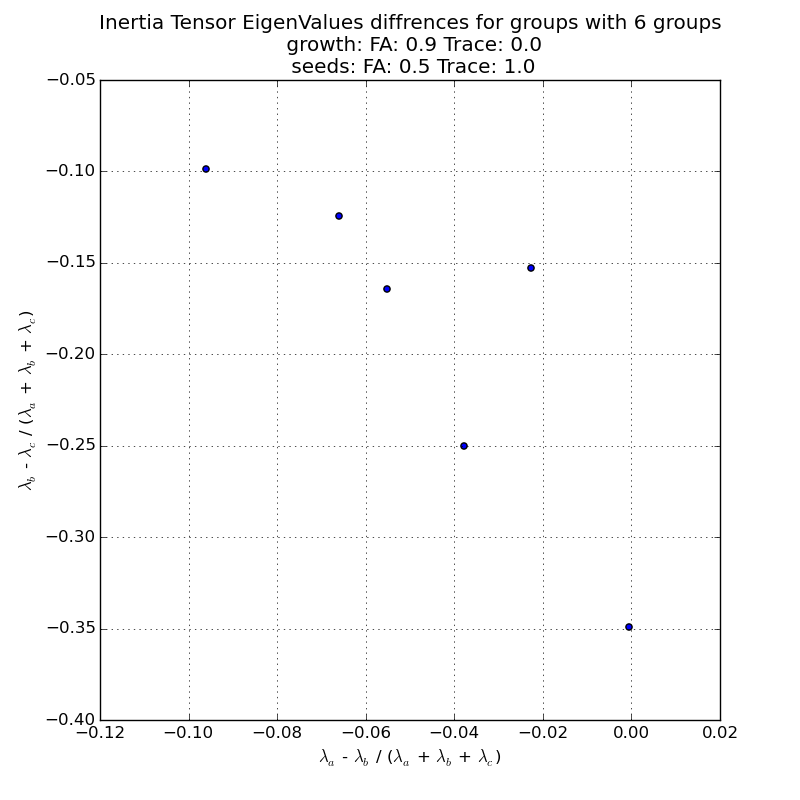 Inertia Tensor EigenValues diffrences for groups with 6 groups
growth: FA: 0.9 Trace: 0.0
seeds: FA: 0.5 Trace: 1.0
−0.05
−0.10
−0.15
−0.20
−0.25
−0.30
−0.35
−0.40
λb - λc / (λa + λb + λc)
−0.12 −0.10 −0.08 −0.06 −0.04 −0.02 0.00 0.02
λa - λb / (λa + λb + λc)